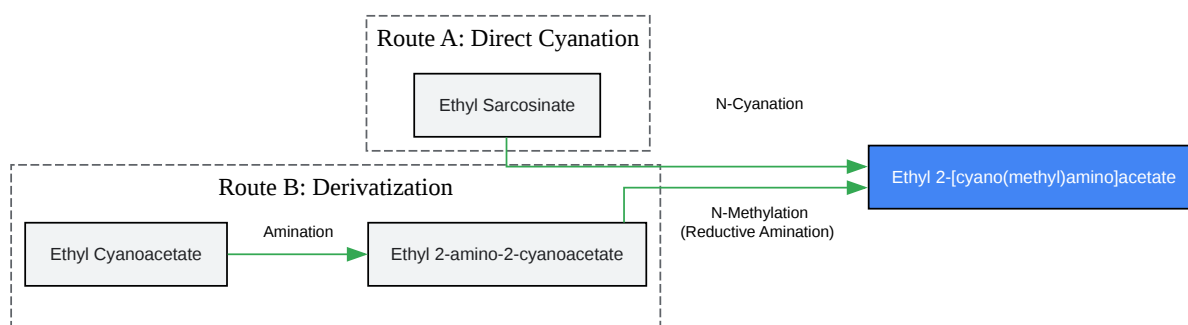 Route A: Direct Cyanation
Ethyl Sarcosinate
N-Cyanation
Ethyl 2-[cyano(methyl)amino]acetate
Route B: Derivatization
N-Methylation
(Reductive Amination)
Ethyl Cyanoacetate
Amination
Ethyl 2-amino-2-cyanoacetate